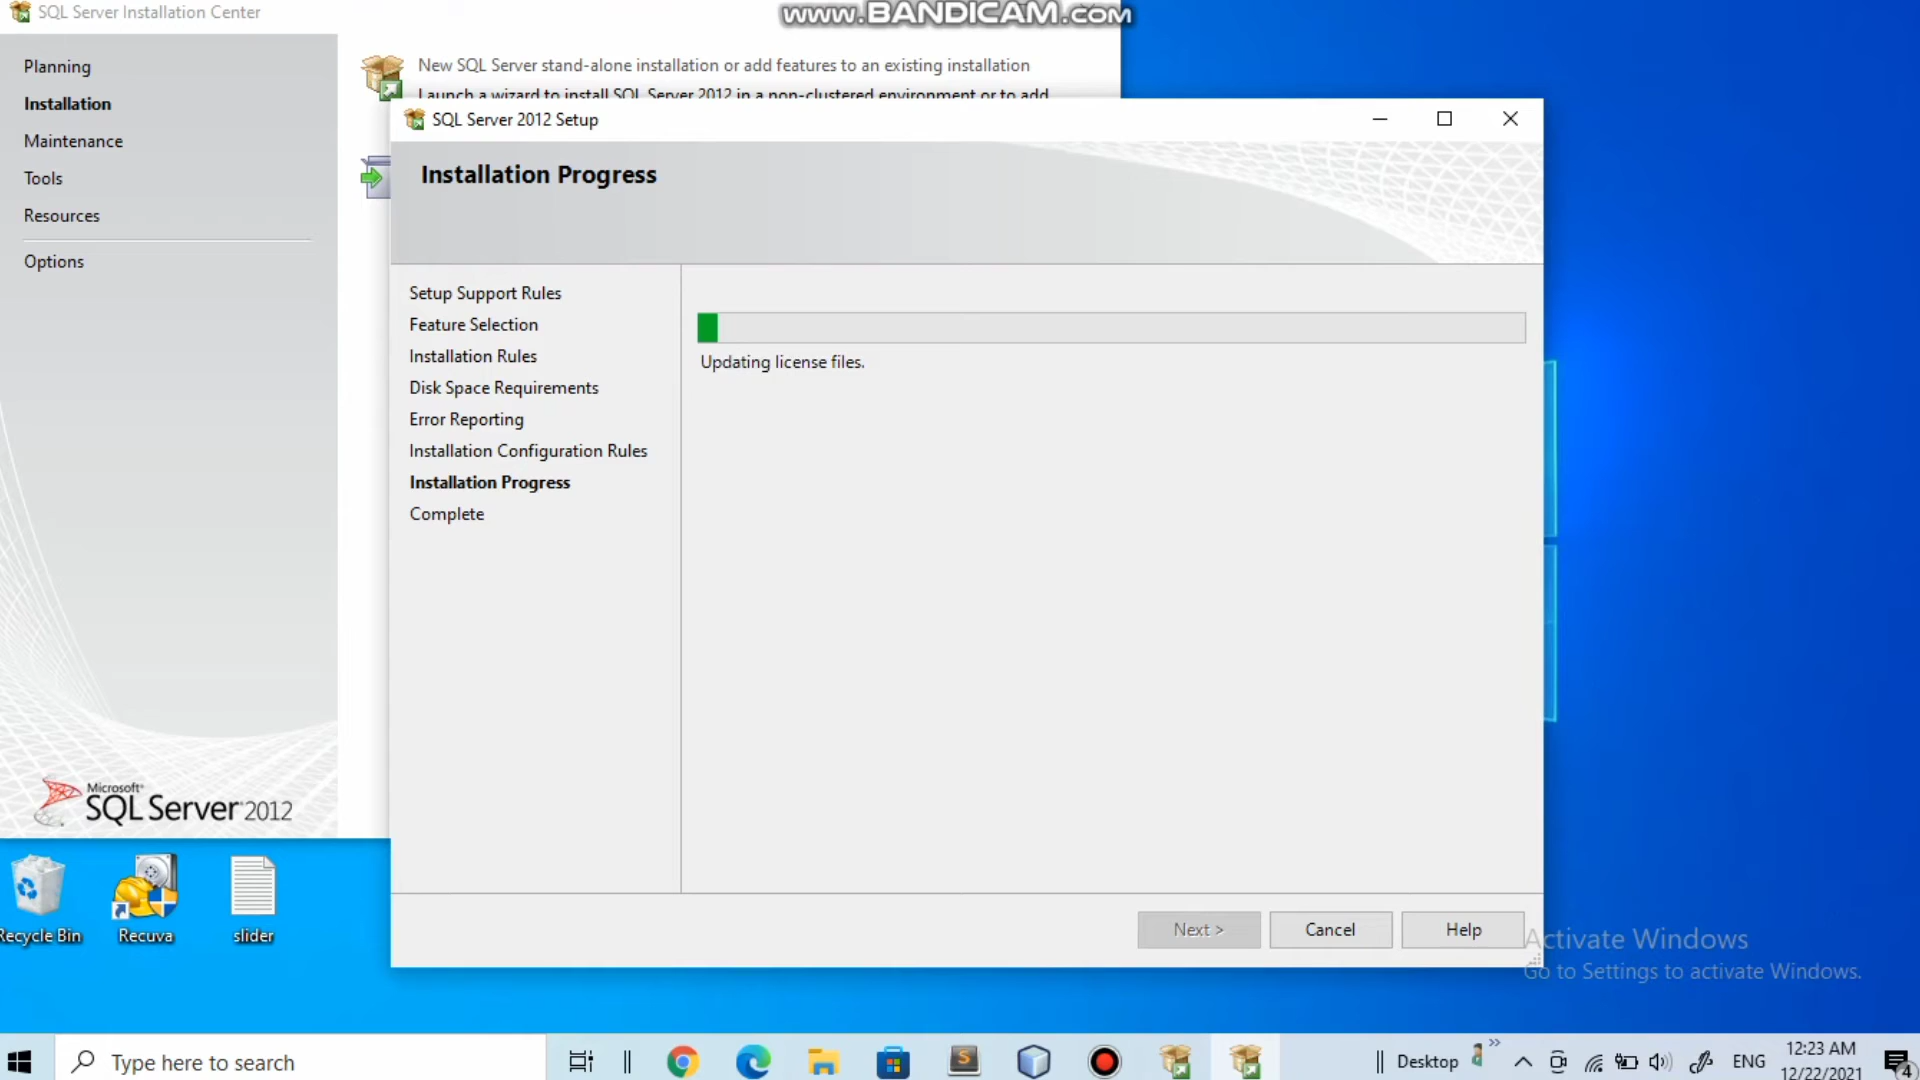 SQL Server Installation Center
www.BANDICAM.com
Planning
Installation
Maintenance
Tools
Resources
Options
New SQL Server stand-alone installation or add features to an existing installation
Launch a wizard to install SQL Server 2012 in a non-clustered environment or to add
SQL Server 2012 Setup
Installation Progress
Setup Support Rules
Feature Selection
Installation Rules
Disk Space Requirements
Error Reporting
Installation Configuration Rules
Installation Progress
Complete
Updating license files.
Next >
Cancel
Help
Microsoft®
SQL Server 2012
Recycle Bin
Recuva
slider
Activate Windows
Go to Settings to activate Windows.
Type here to search
Desktop
ENG
12:23 AM
12/22/2021
4